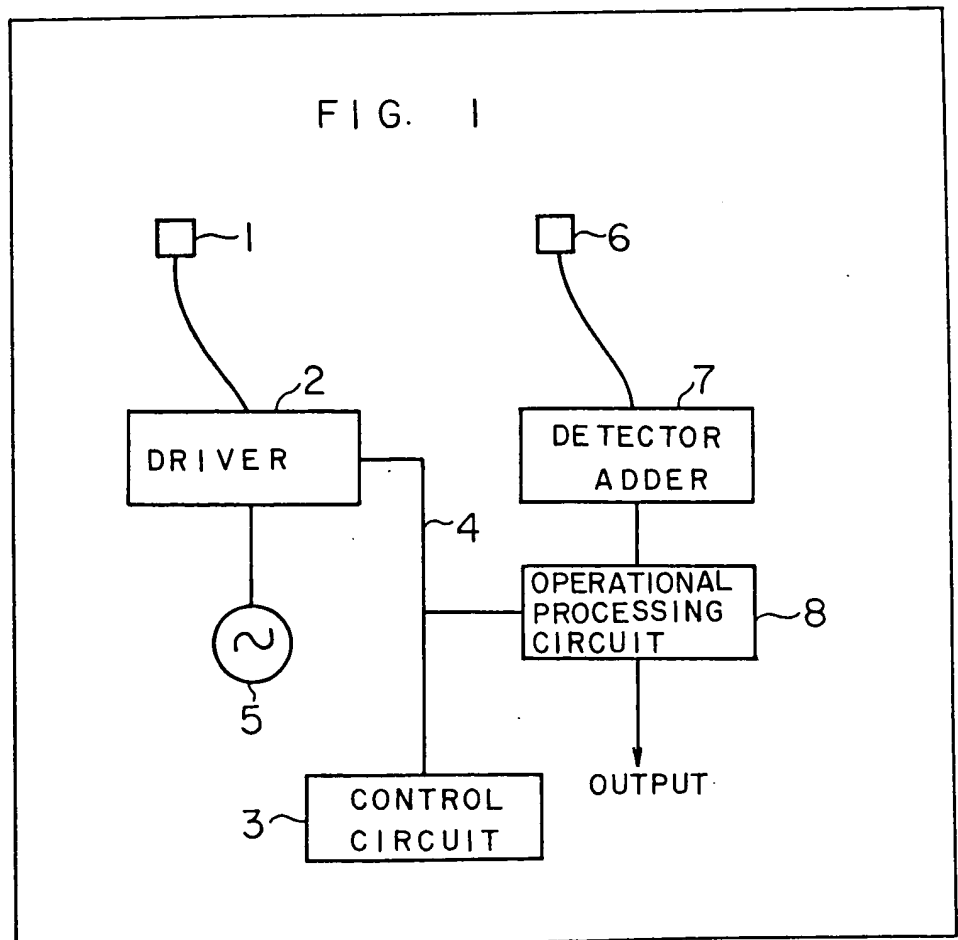 FIG. 1
1
6
2
7
DRIVER
DETECTOR
ADDER
4
OPERATIONAL
PROCESSING
CIRCUIT
8
5
OUTPUT
3
CONTROL
CIRCUIT